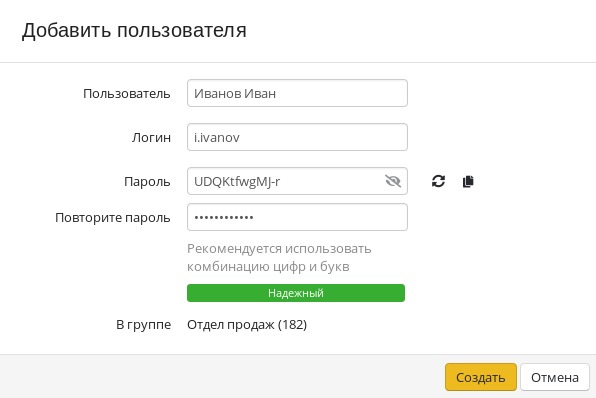 Добавить пользователя
Пользователь Иванов Иван
Логин i.ivanov
Пароль UDQKtfwgMJ-r
Повторите пароль ••••••••••••
Рекомендуется использовать
комбинацию цифр и букв
Надежный
В группе Отдел продаж (182)
Создать Отмена